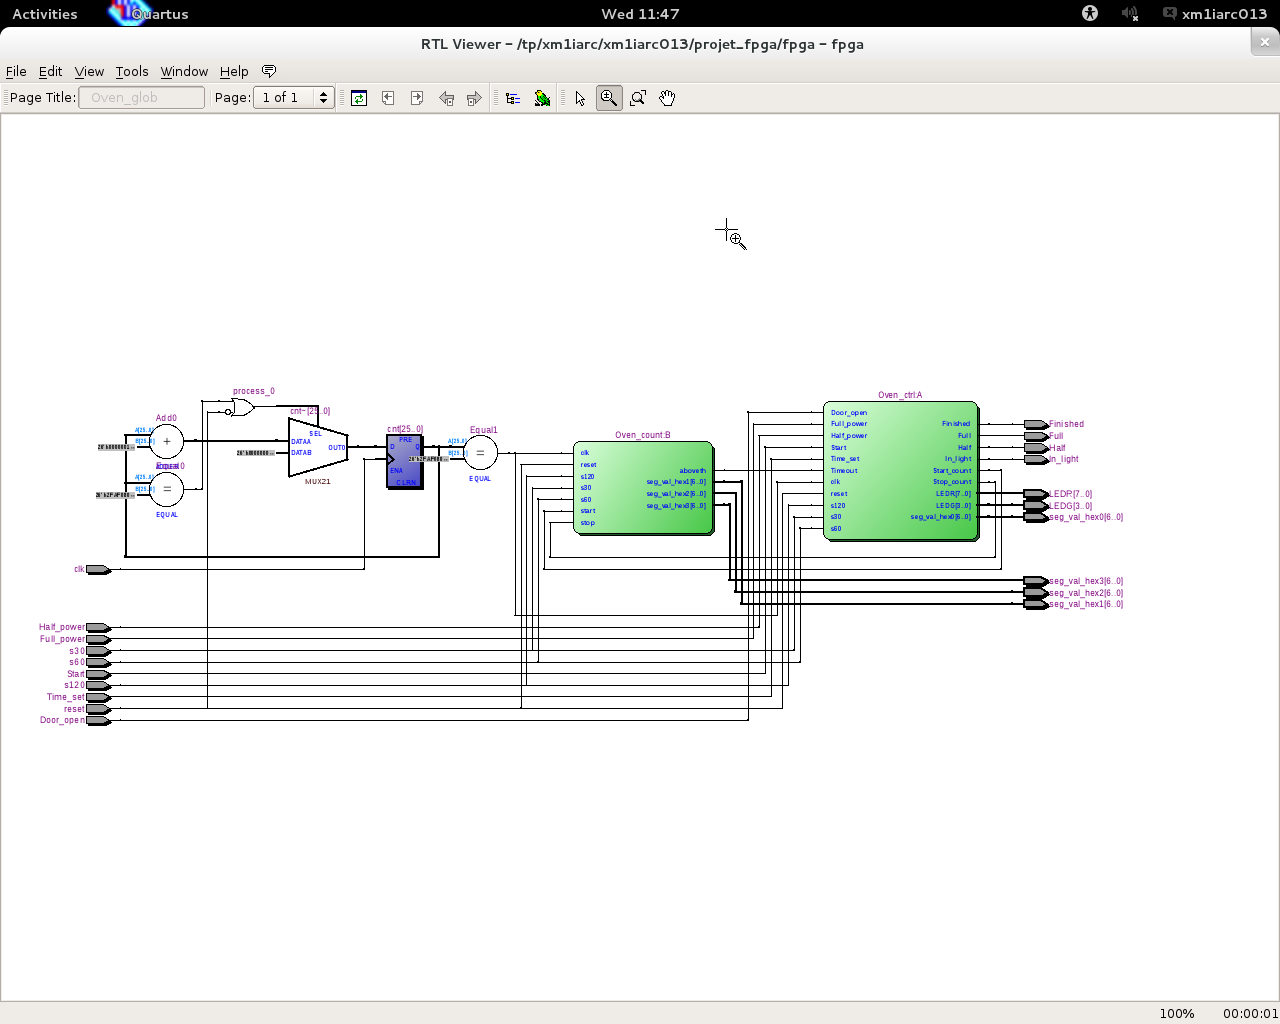 Activities
Quartus
Wed 11:47
xm1iarc013
RTL Viewer – /tp/xm1iarc/xm1iarc013/projet_fpga/fpga – fpga
File Edit View Tools Window Help
Page Title: Oven_glob Page: 1 of 1
process_0
Add0
A[25..0]
B[25..0]
+
=
B[25..0]
EQUAL
cnt~[25..0]
SEL
DATAA
DATAB
OUT0
MUX21
cnt[25..0]
PRE
D
Q
ENA
CLRN
Equal1
A[25..0]
B[25..0]
=
EQUAL
Oven_count:B
clk
reset
s120
s30
s60
start
stop
aboveth
seg_val_hex1[6..0]
seg_val_hex2[6..0]
seg_val_hex3[6..0]
Oven_ctrl:A
Door_open
Full_power
Half_power
Start
Time_set
Timeout
clk
reset
s120
s30
s60
Finished
Full
Half
In_light
Start_count
Stop_count
LEDR[7..0]
LEDG[3..0]
seg_val_hex0[6..0]
Finished
Full
Half
In_light
LEDR[7..0]
LEDG[3..0]
seg_val_hex0[6..0]
seg_val_hex3[6..0]
seg_val_hex2[6..0]
seg_val_hex1[6..0]
clk
Half_power
Full_power
s30
s60
Start
s120
Time_set
reset
Door_open
100% 00:00:01